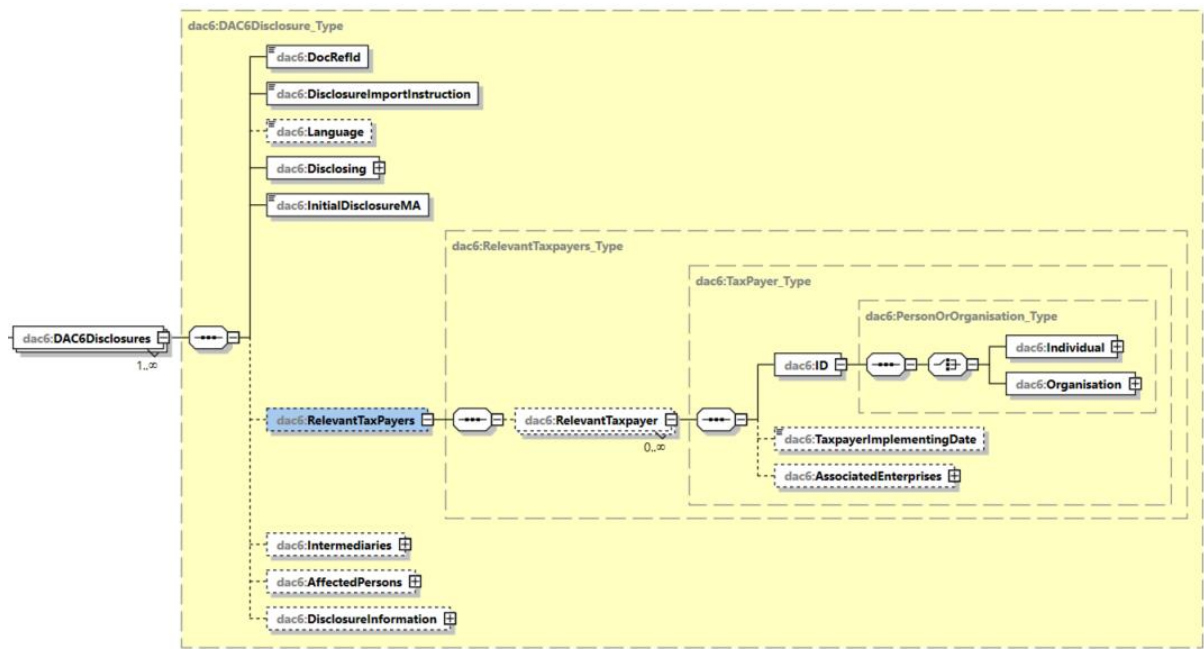 dac6:DAC6Disclosure_Type
dac6:DocRefId
dac6:DisclosureImportInstruction
dac6:Language
dac6:Disclosing
dac6:InitialDisclosureMA
dac6:RelevantTaxpayers_Type
dac6:TaxPayer_Type
dac6:PersonOrOrganisation_Type
dac6:DAC6Disclosures
1..∞
dac6:ID
dac6:Individual
dac6:Organisation
dac6:RelevantTaxPayers
dac6:RelevantTaxpayer
0..∞
dac6:TaxpayerImplementingDate
dac6:AssociatedEnterprises
dac6:Intermediaries
dac6:AffectedPersons
dac6:DisclosureInformation